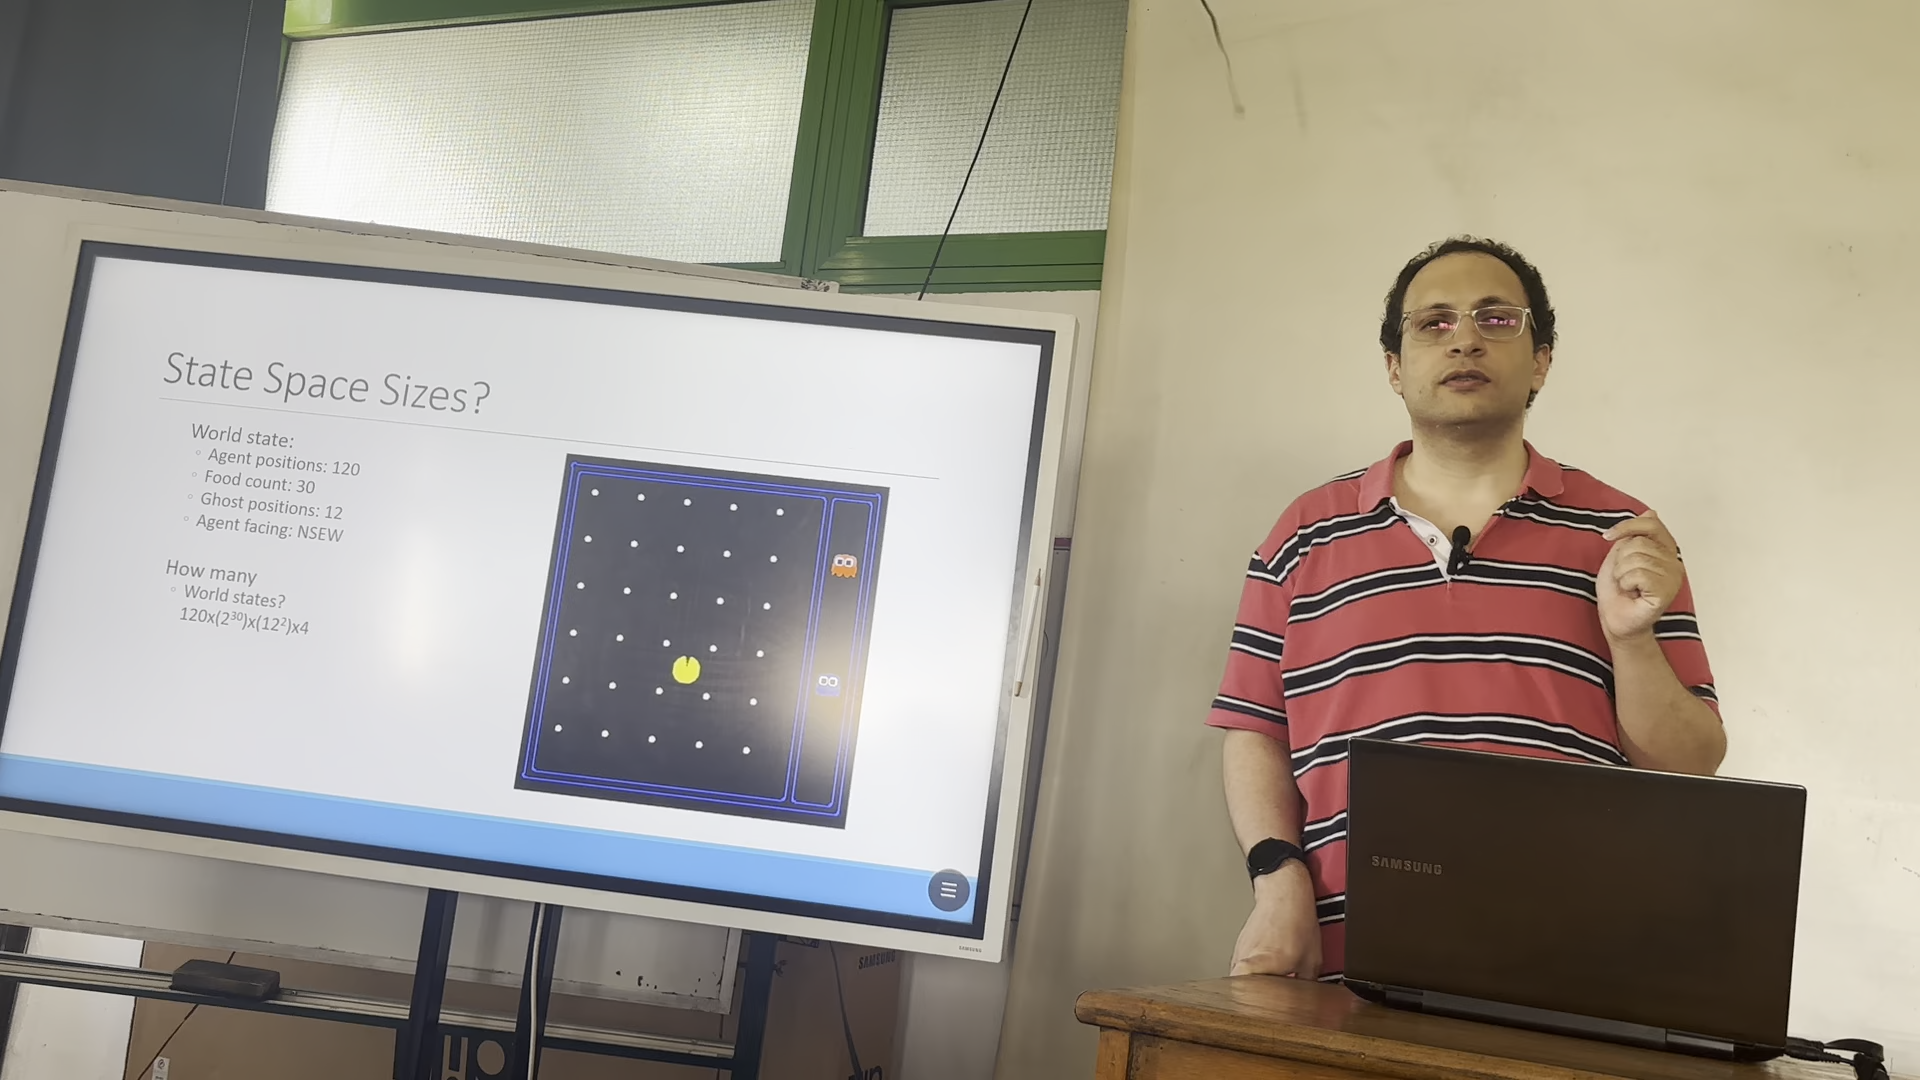 State Space Sizes?
World state:
◦ Agent positions: 120
◦ Food count: 30
◦ Ghost positions: 12
◦ Agent facing: NSEW
How many
◦ World states?
120x(2³⁰)x(12²)x4
SAMSUNG
SAMSUNG
SAMSUNG